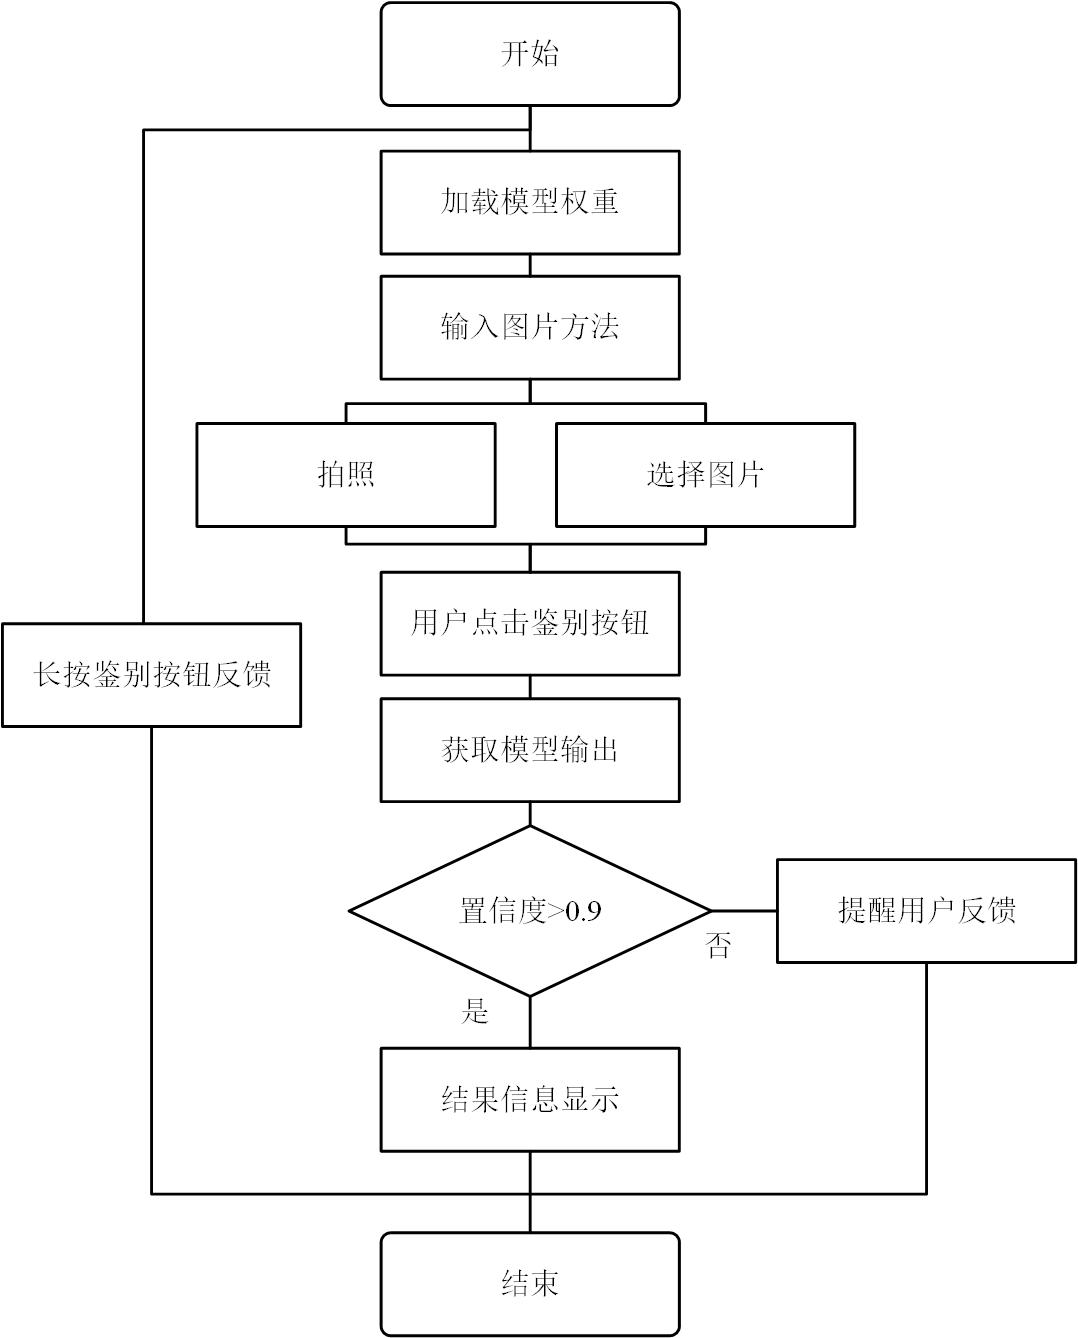 开始
加载模型权重
输入图片方法
拍照
选择图片
用户点击鉴别按钮
长按鉴别按钮反馈
获取模型输出
置信度>0.9
否
提醒用户反馈
是
结果信息显示
结束